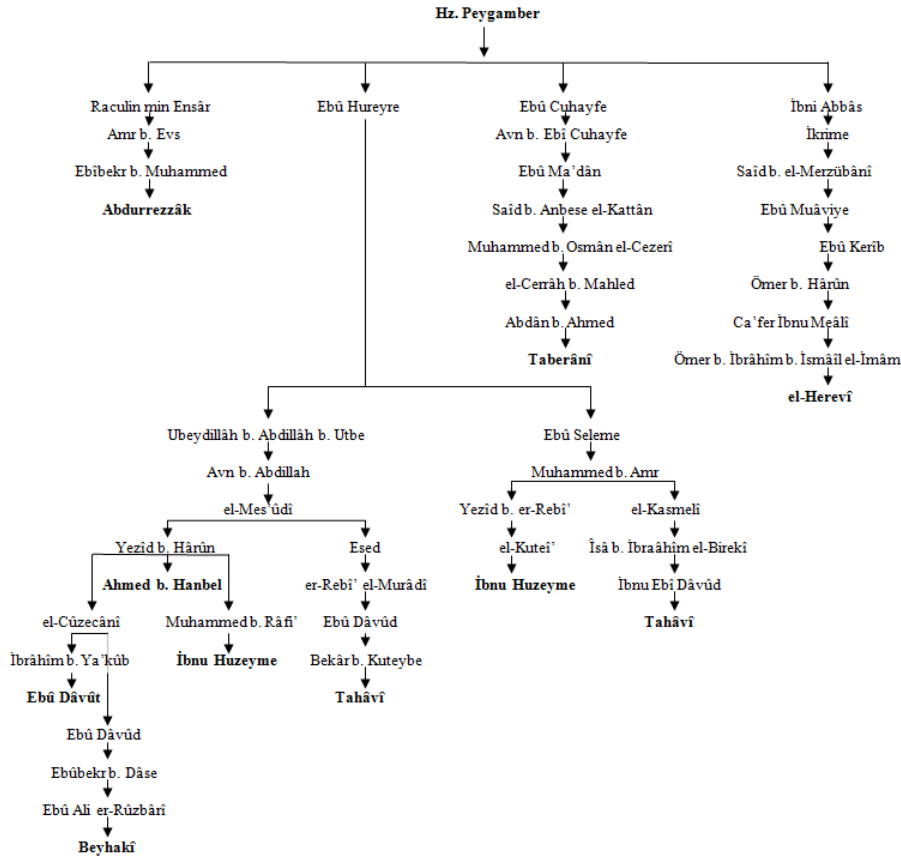 Hz. Peygamber
Raculin min Ensâr
Ebû Hureyre
Ebû Cuhayfe
İbni Abbâs
Amr b. Evs
Avn b. Ebî Cuhayfe
İkrime
Ebîbekr b. Muhammed
Ebû Ma'dân
Saîd b. el-Merzübânî
Abdurrezzâk
Saîd b. Anbese el-Kattân
Ebû Muâviye
Muhammed b. Osmân el-Cezerî
Ebû Kerîb
el-Cerrâh b. Mahled
Ömer b. Hârûn
Abdân b. Ahmed
Ca'fer İbnu Meâlî
Taberânî
Ömer b. İbrâhîm b. İsmâîl el-İmâm
el-Herevî
Ubeydillâh b. Abdillâh b. Utbe
Ebû Seleme
Avn b. Abdillah
Muhammed b. Amr
el-Mes'ûdî
Yezîd b. er-Rebî'
el-Kasmelî
Yezîd b. Hârûn
Esed
el-Kuteî'
Îsâ b. İbraâhîm el-Birekî
Ahmed b. Hanbel
er-Rebî' el-Murâdî
İbnu Huzeyme
İbnu Ebî Dâvûd
el-Cûzecânî
Muhammed b. Râfi'
Ebû Dâvûd
Tahâvî
İbrâhîm b. Ya'kûb
İbnu Huzeyme
Bekâr b. Kuteybe
Ebû Dâvût
Tahâvî
Ebû Dâvûd
Ebûbekr b. Dâse
Ebû Ali er-Rûzbârî
Beyhakî